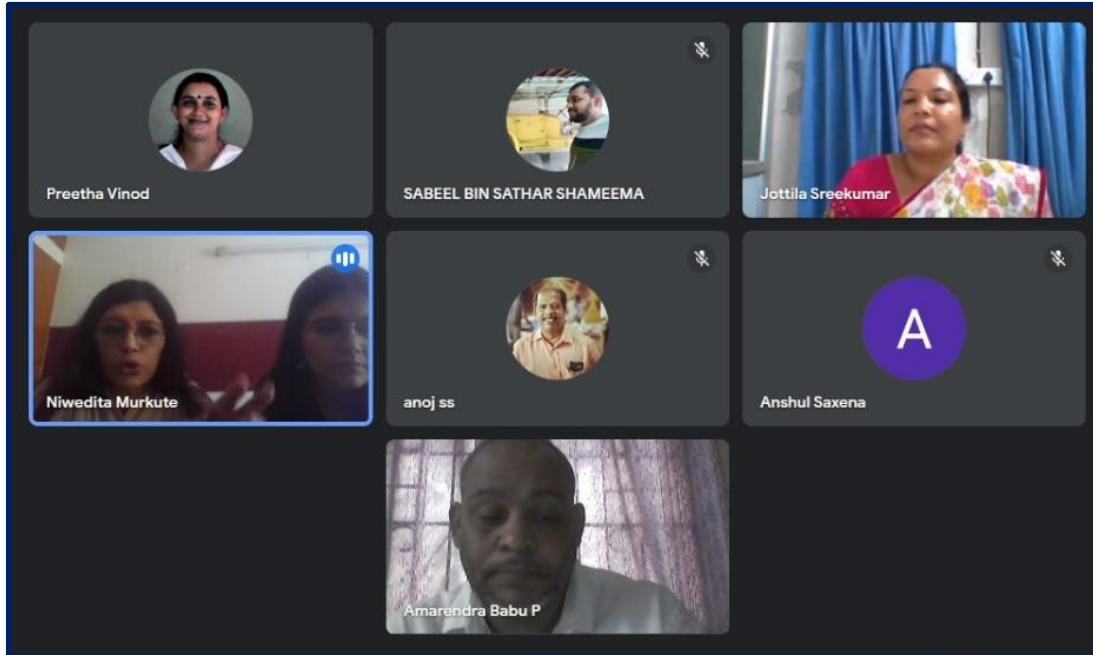 Preetha Vinod
SABEEL BIN SATHAR SHAMEEMA
Jottila Sreekumar
Niwedita Murkute
anoj ss
A
Anshul Saxena
Amarendra Babu P